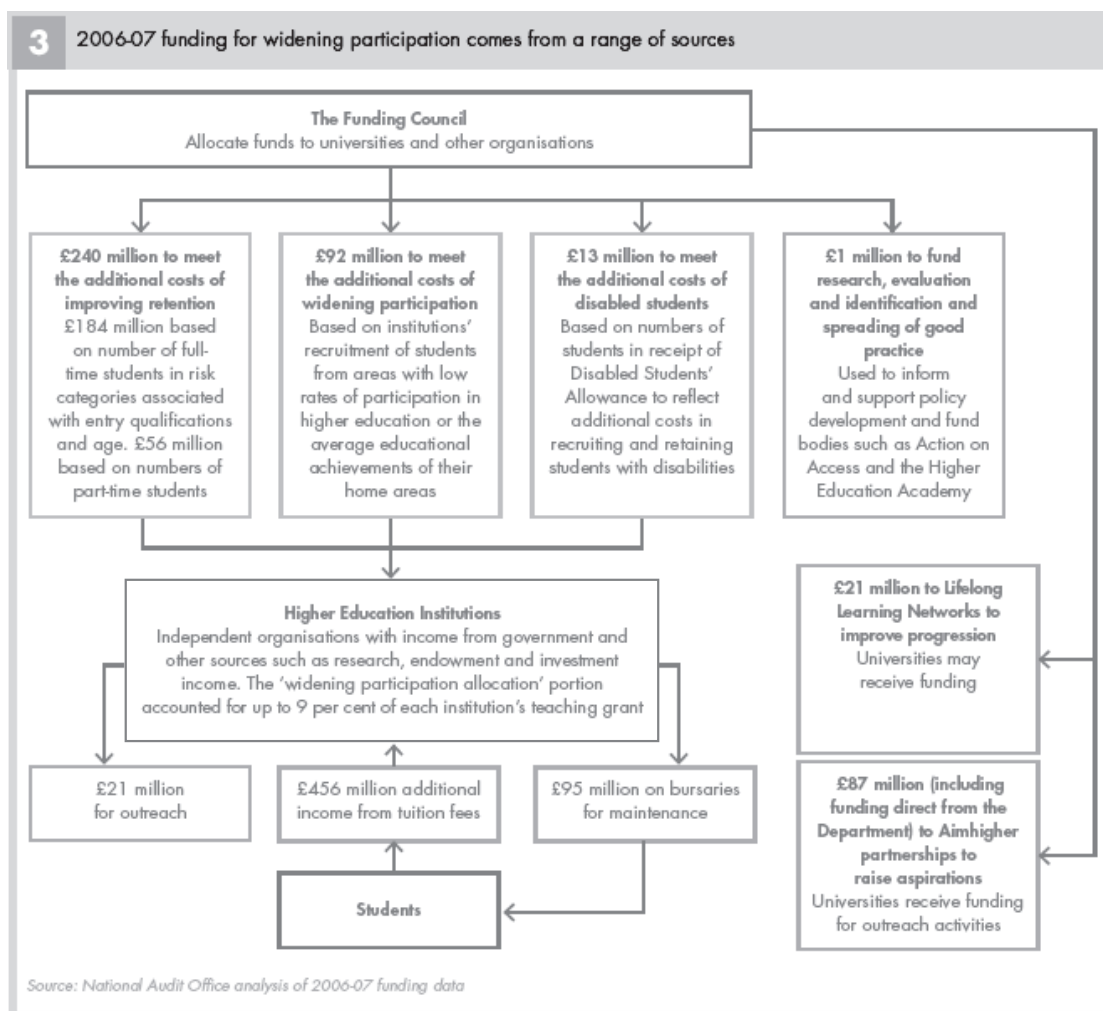 3
2006-07 funding for widening participation comes from a range of sources
The Funding Council
Allocate funds to universities and other organisations
£240 million to meet
the additional costs of
improving retention
£184 million based
on number of full-
time students in risk
categories associated
with entry qualifications
and age. £56 million
based on numbers of
part-time students
£92 million to meet
the additional costs of
widening participation
Based on institutions’
recruitment of students
from areas with low
rates of participation in
higher education or the
average educational
achievements of their
home areas
£13 million to meet
the additional costs of
disabled students
Based on numbers of
students in receipt of
Disabled Students’
Allowance to reflect
additional costs in
recruiting and retaining
students with disabilities
£1 million to fund
research, evaluation
and identification and
spreading of good
practice
Used to inform
and support policy
development and fund
bodies such as Action on
Access and the Higher
Education Academy
Higher Education Institutions
Independent organisations with income from government and
other sources such as research, endowment and investment
income. The ‘widening participation allocation’ portion
accounted for up to 9 per cent of each institution’s teaching grant
£21 million to Lifelong
Learning Networks to
improve progression
Universities may
receive funding
£21 million
for outreach
£456 million additional
income from tuition fees
£95 million on bursaries
for maintenance
£87 million (including
funding direct from the
Department) to Aimhigher
partnerships to
raise aspirations
Universities receive funding
for outreach activities
Students
Source: National Audit Office analysis of 2006-07 funding data